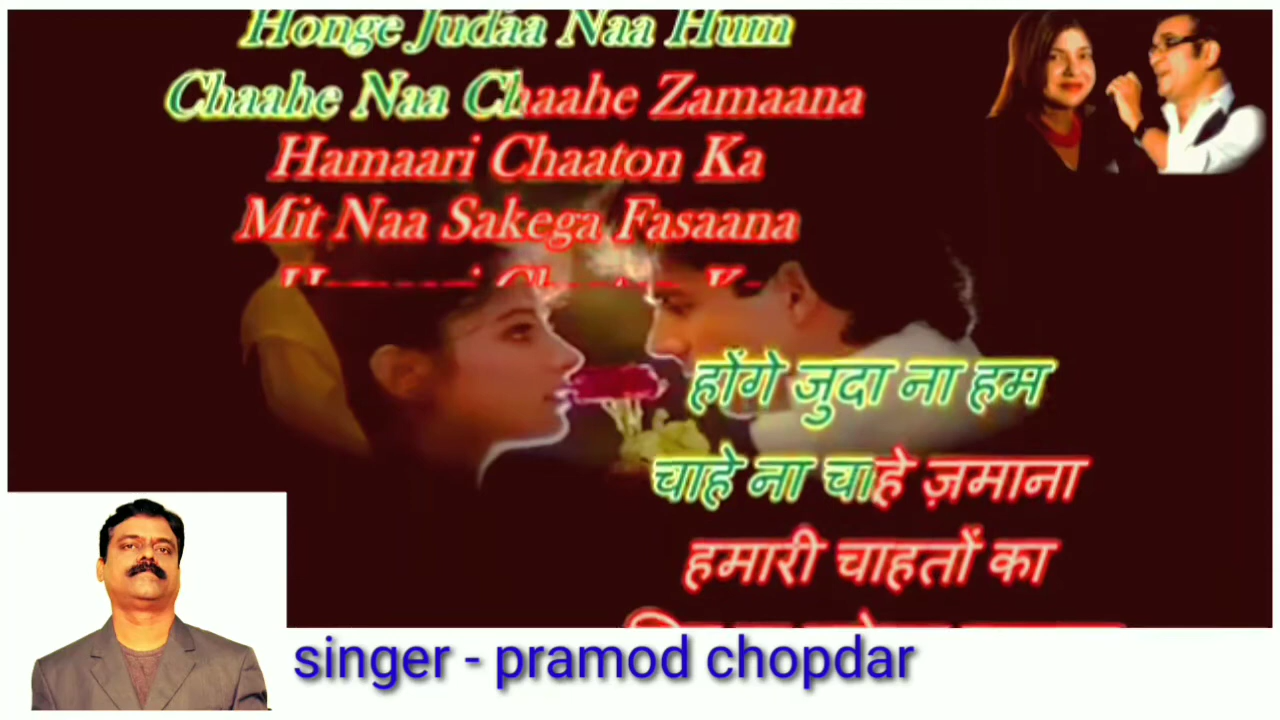 Honge Judaa Naa Hum
Chaahe Naa Chaahe Zamaana
Hamaari Chaaton Ka
Mit Naa Sakega Fasaana
होंगे जुदा ना हम
चाहे ना चाहे ज़माना
हमारी चाहतों का
singer - pramod chopdar